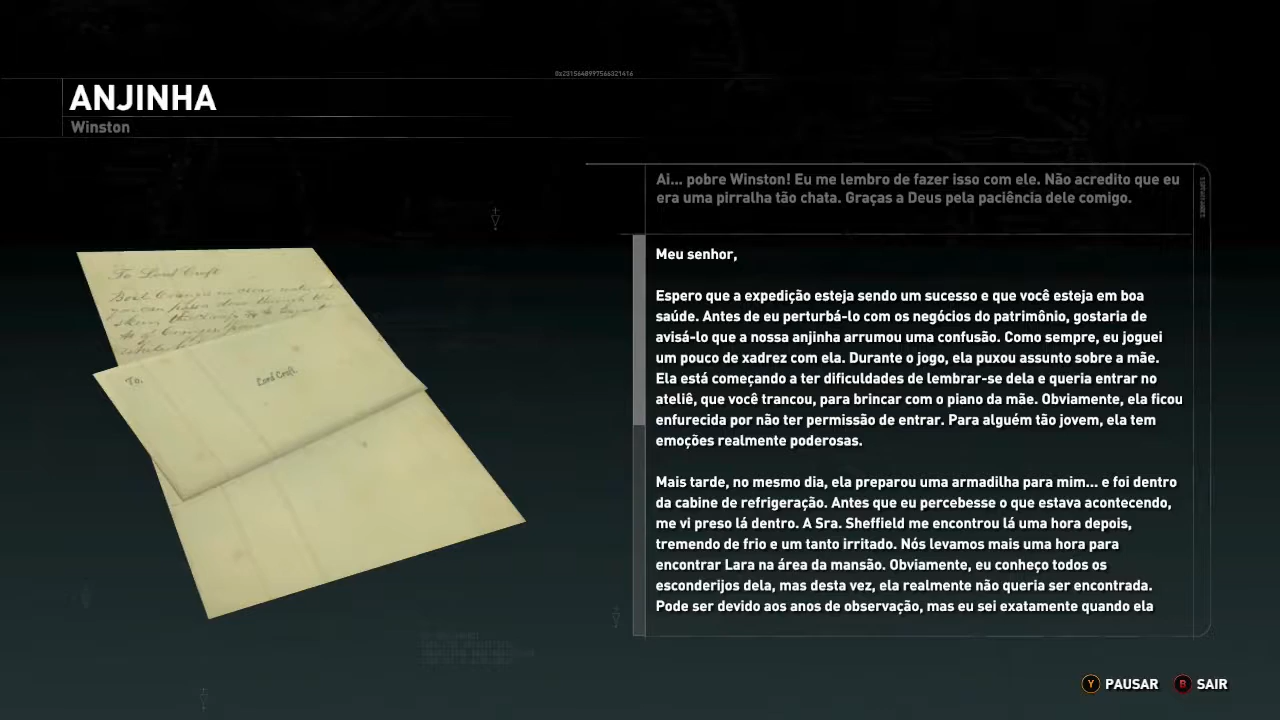 0x2315648997566321416
ANJINHA
Winston
Ai... pobre Winston! Eu me lembro de fazer isso com ele. Não acredito que eu
era uma pirralha tão chata. Graças a Deus pela paciência dele comigo.
Meu senhor,
Espero que a expedição esteja sendo um sucesso e que você esteja em boa
saúde. Antes de eu perturbá-lo com os negócios do patrimônio, gostaria de
avisá-lo que a nossa anjinha arrumou uma confusão. Como sempre, eu joguei
um pouco de xadrez com ela. Durante o jogo, ela puxou assunto sobre a mãe.
Ela está começando a ter dificuldades de lembrar-se dela e queria entrar no
ateliê, que você trancou, para brincar com o piano da mãe. Obviamente, ela ficou
enfurecida por não ter permissão de entrar. Para alguém tão jovem, ela tem
emoções realmente poderosas.
Mais tarde, no mesmo dia, ela preparou uma armadilha para mim... e foi dentro
da cabine de refrigeração. Antes que eu percebesse o que estava acontecendo,
me vi preso lá dentro. A Sra. Sheffield me encontrou lá uma hora depois,
tremendo de frio e um tanto irritado. Nós levamos mais uma hora para
encontrar Lara na área da mansão. Obviamente, eu conheço todos os
esconderijos dela, mas desta vez, ela realmente não queria ser encontrada.
Pode ser devido aos anos de observação, mas eu sei exatamente quando ela
To Lord Croft
To:
Lord Croft
Y PAUSAR
B SAIR